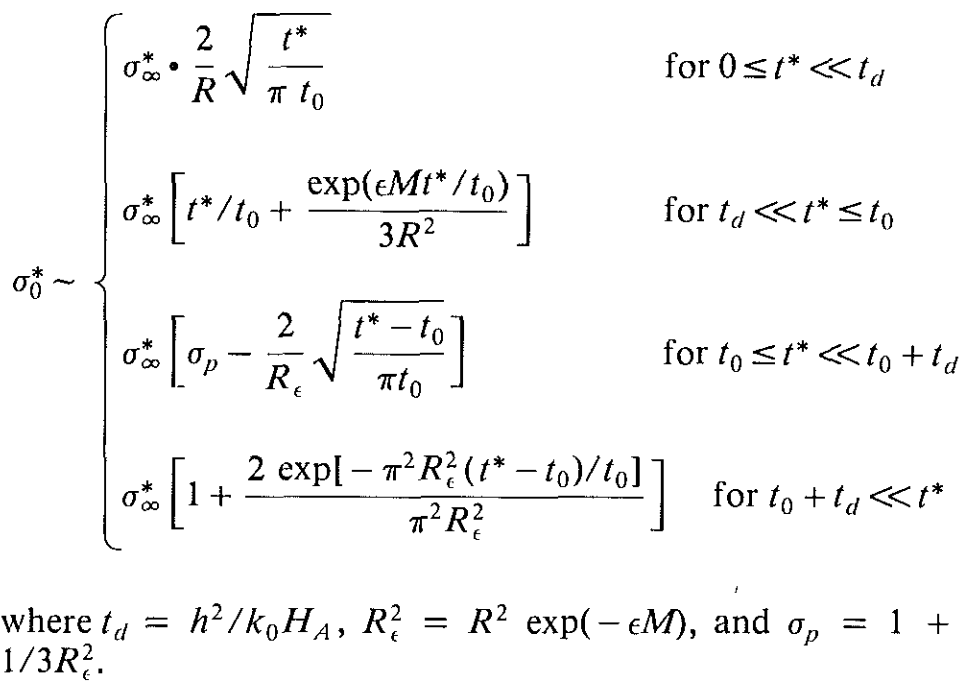 σ₀* ~ {
σ∞* • 2/R √(t*/(π t₀)) for 0 ≤ t* ≪ t_d
σ∞* [t*/t₀ + exp(ϵMt*/t₀)/(3R²)] for t_d ≪ t* ≤ t₀
σ∞* [σ_p − 2/R_ϵ √((t* − t₀)/(πt₀))] for t₀ ≤ t* ≪ t₀ + t_d
σ∞* [1 + 2 exp[− π²R_ϵ²(t* − t₀)/t₀]/(π²R_ϵ²)] for t₀ + t_d ≪ t*
where t_d = h²/k₀H_A, R_ϵ² = R² exp(−ϵM), and σ_p = 1 +
1/3R_ϵ².